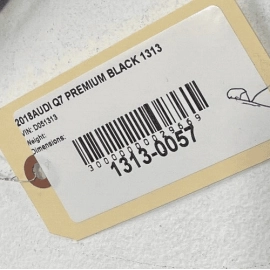 2018AUDI Q7 PREMIUM BLACK 1313
VIN: D051313
Weight:
Dimensions:
1313-0057